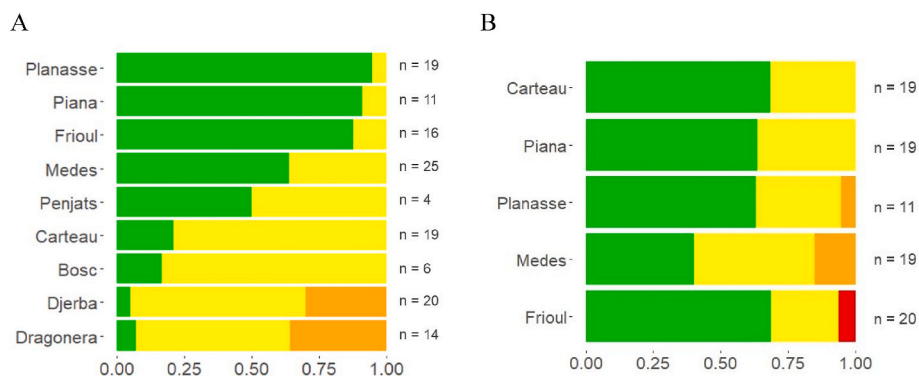 A
Planasse n = 19
Piana n = 11
Frioul n = 16
Medes n = 25
Penjats n = 4
Carteau n = 19
Bosc n = 6
Djerba n = 20
Dragonera n = 14
0.00 0.25 0.50 0.75 1.00
B
Carteau n = 19
Piana n = 19
Planasse n = 11
Medes n = 19
Frioul n = 20
0.00 0.25 0.50 0.75 1.00